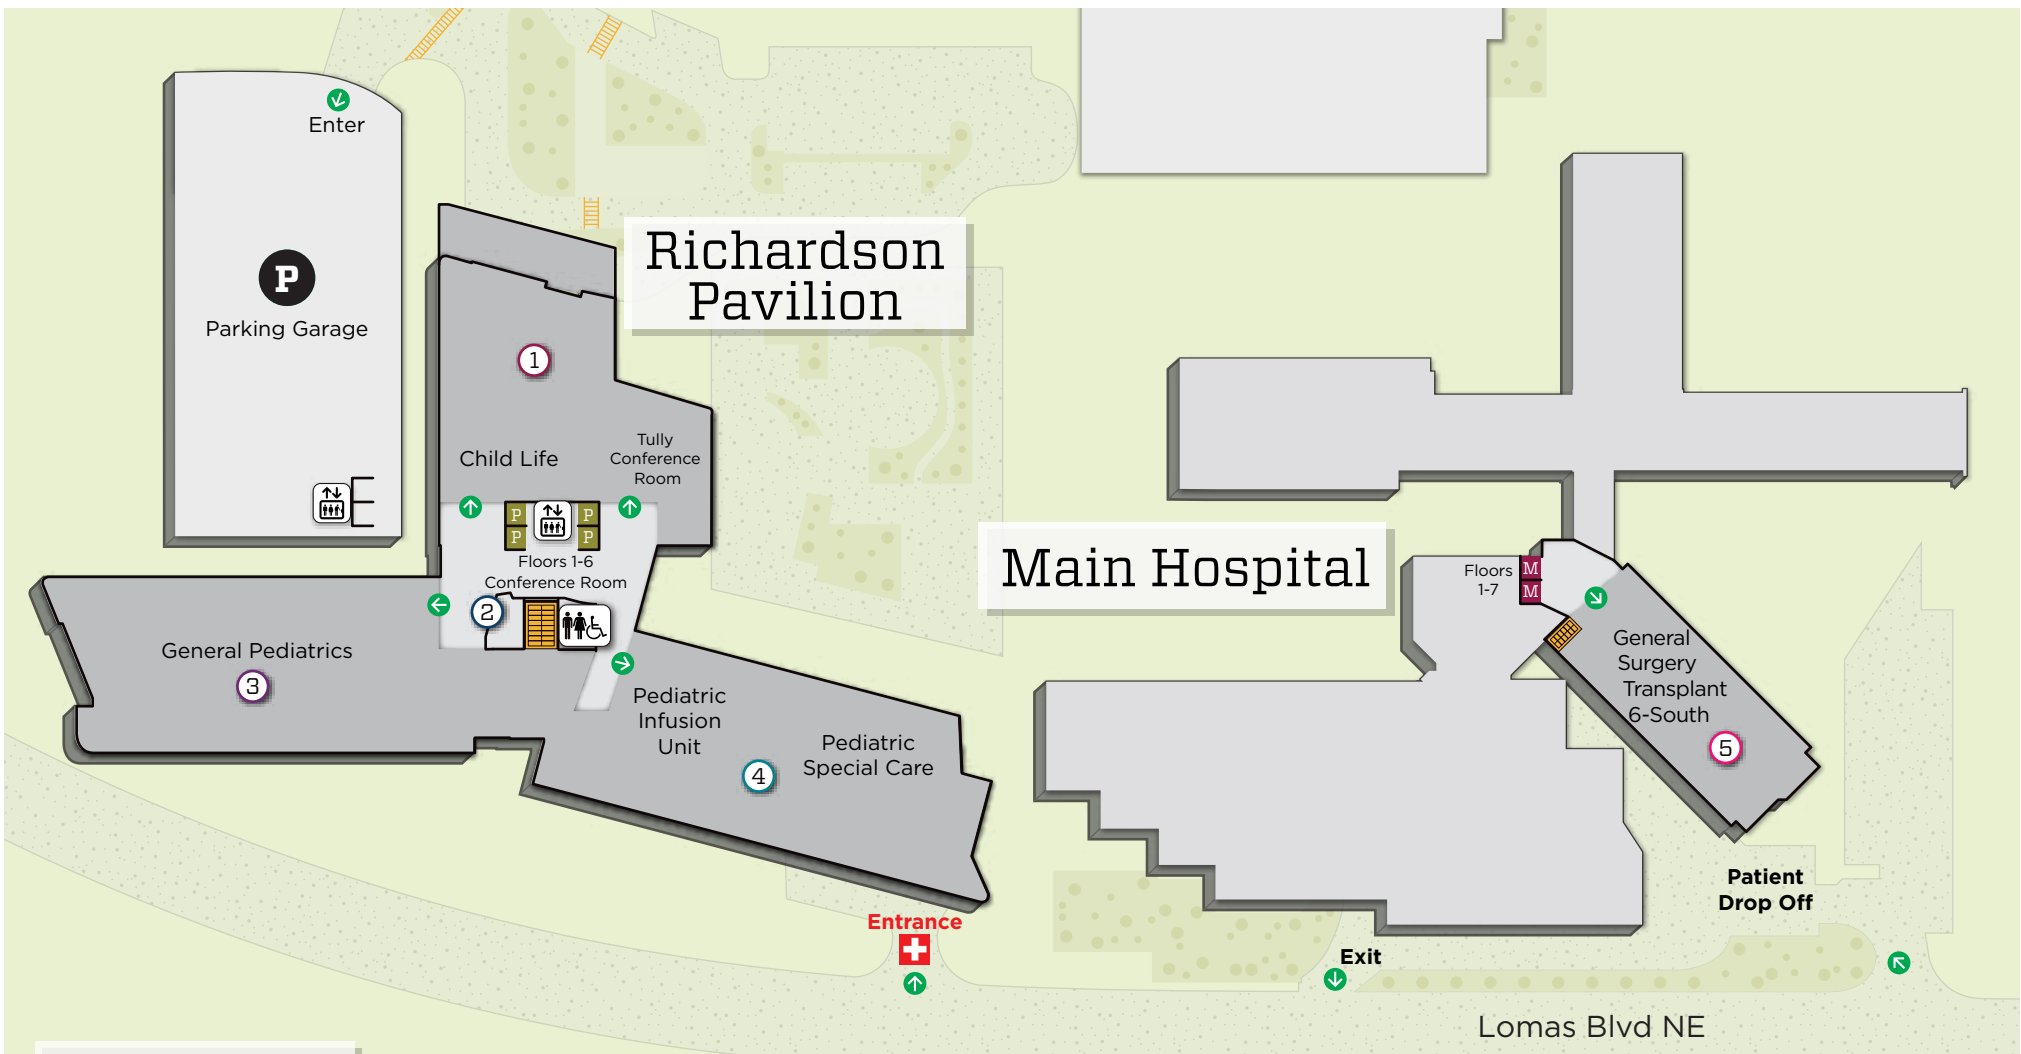 Enter
P
Parking Garage
Richardson
Pavilion
1
Child Life
Tully
Conference
Room
P
P
P
P
Floors 1-6
Conference Room
2
General Pediatrics
3
Pediatric
Infusion
Unit
4
Pediatric
Special Care
Entrance
Main Hospital
Floors
1-7
M
M
General
Surgery
Transplant
6-South
5
Patient
Drop Off
Exit
Lomas Blvd NE